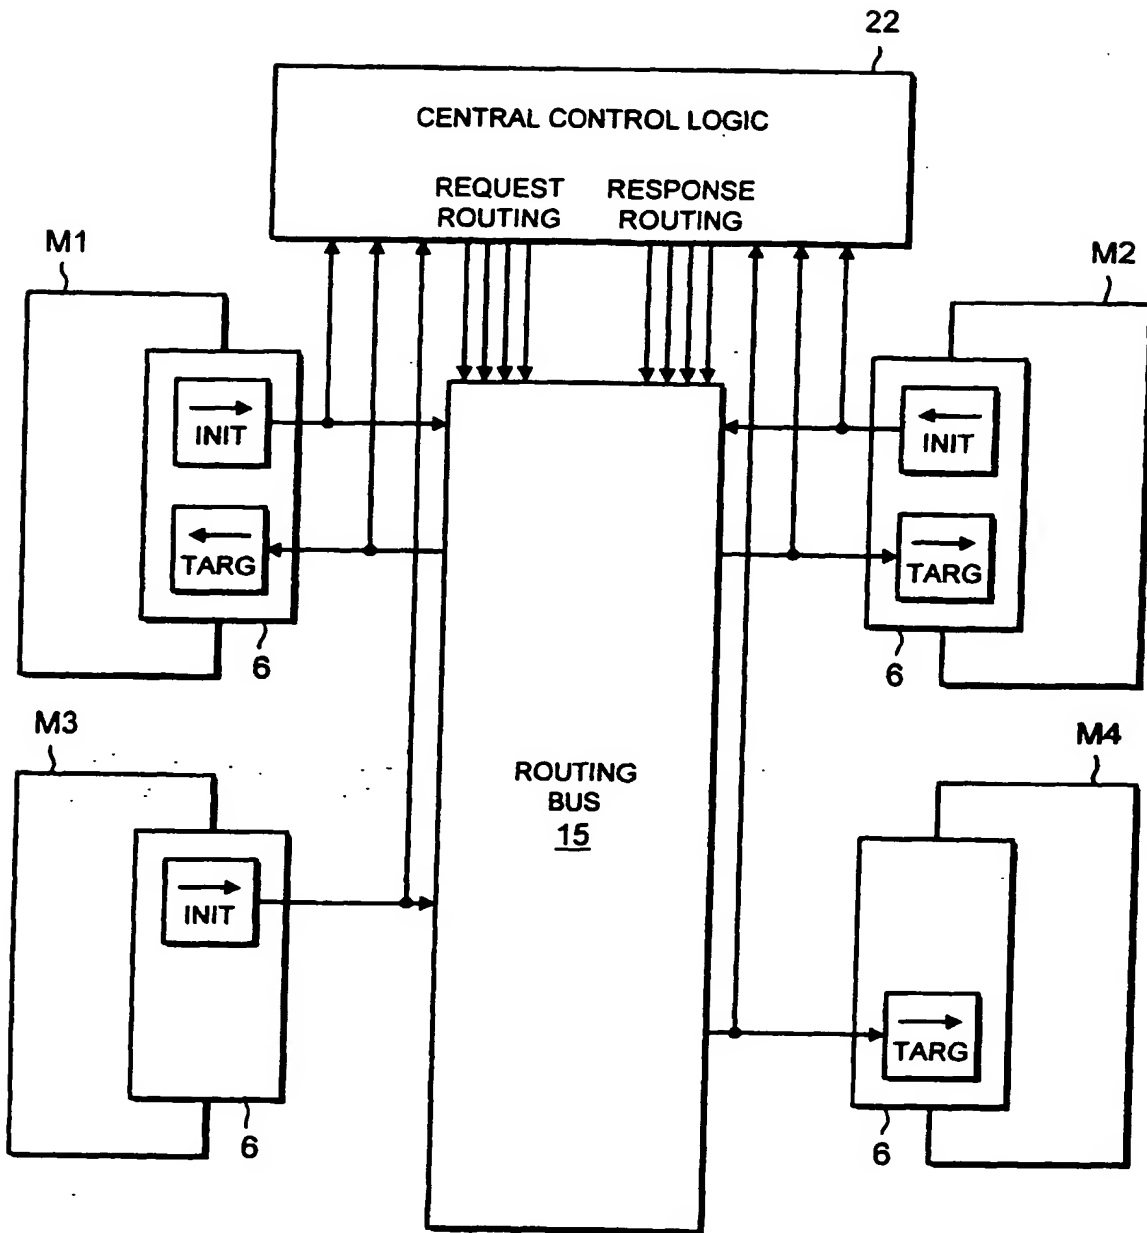 22
CENTRAL CONTROL LOGIC
REQUEST ROUTING
RESPONSE ROUTING
M1
M2
INIT
INIT
TARG
TARG
6
6
M3
M4
ROUTING
BUS
15
INIT
TARG
6
6